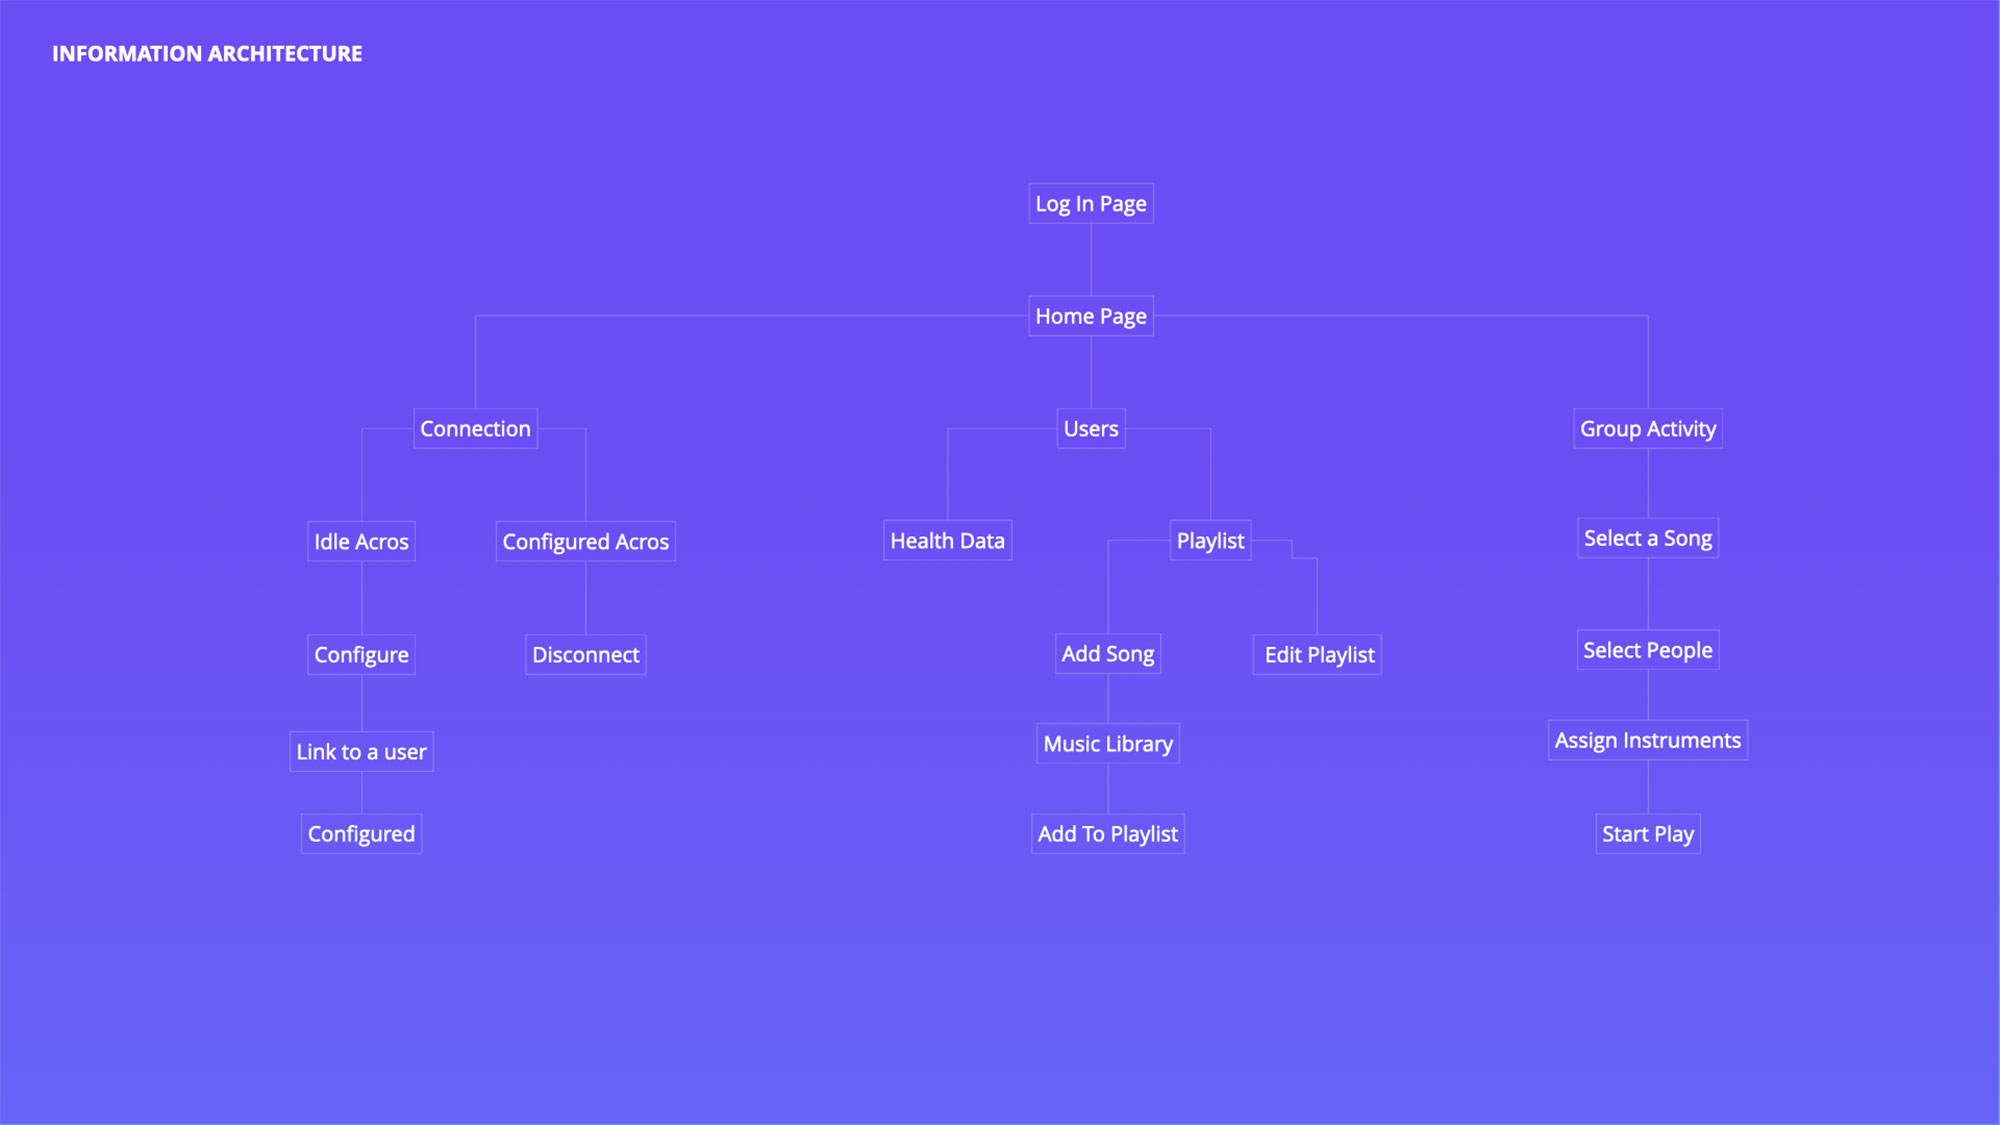 INFORMATION ARCHITECTURE
Log In Page
Home Page
Connection
Users
Group Activity
Idle Acros
Configured Acros
Health Data
Playlist
Select a Song
Configure
Disconnect
Add Song
Edit Playlist
Select People
Link to a user
Music Library
Assign Instruments
Configured
Add To Playlist
Start Play